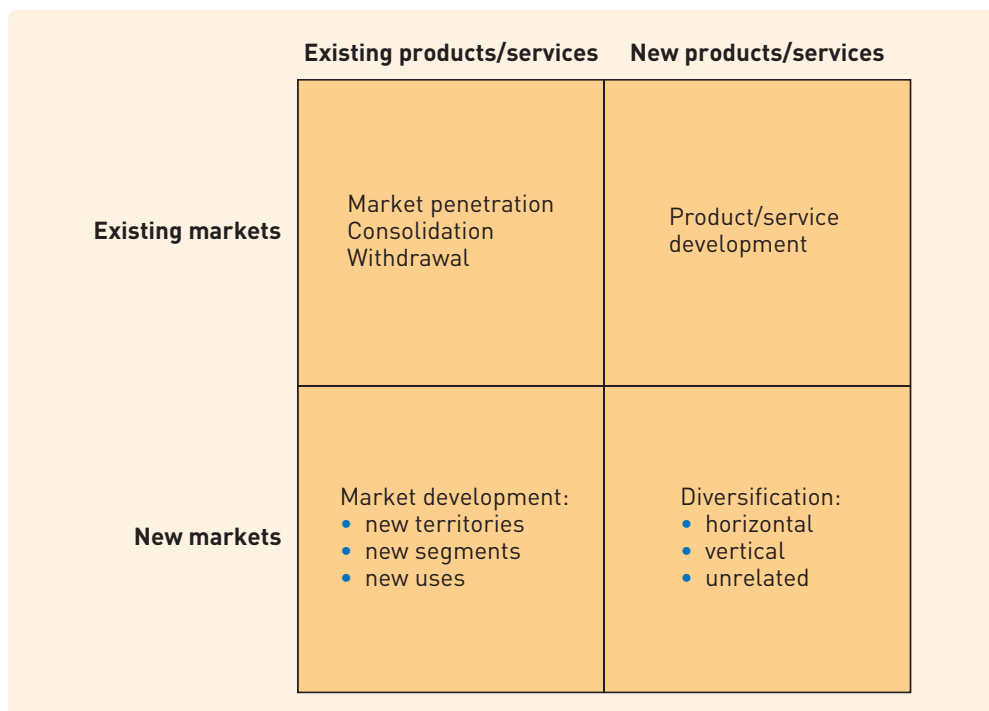 Existing products/services New products/services
Existing markets
Market penetration
Consolidation
Withdrawal
Product/service
development
New markets
Market development:
• new territories
• new segments
• new uses
Diversification:
• horizontal
• vertical
• unrelated